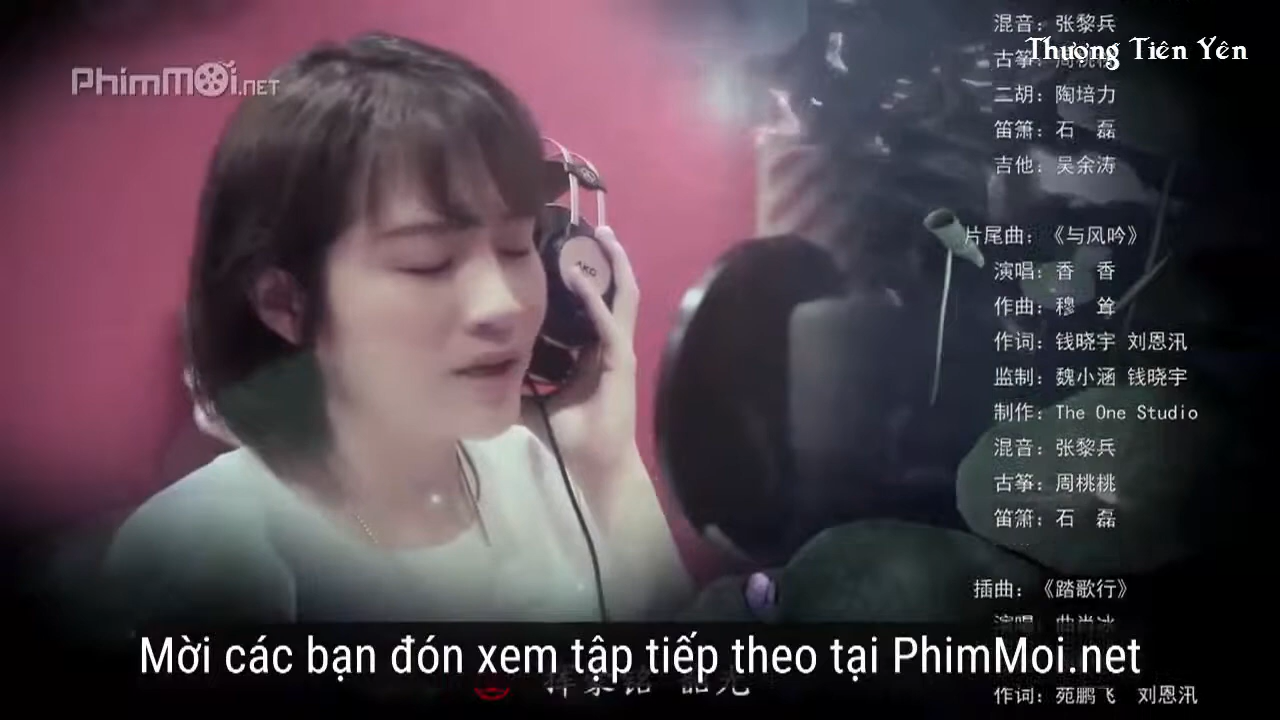 混音：张黎兵
Thượng Tiên Yên
PhimMỚi.NET
二胡：陶培力
笛箫：石 磊
吉他：吴余涛
片尾曲：《与风吟》
演唱：香 香
AKG
作曲：穆 耸
作词：钱晓宇 刘恩汛
监制：魏小涵 钱晓宇
制作：The One Studio
混音：张黎兵
古筝：周桃桃
笛箫：石 磊
插曲：《踏歌行》
Mời các bạn đón xem tập tiếp theo tại PhimMoi.net
作词：苑鹏飞 刘恩汛